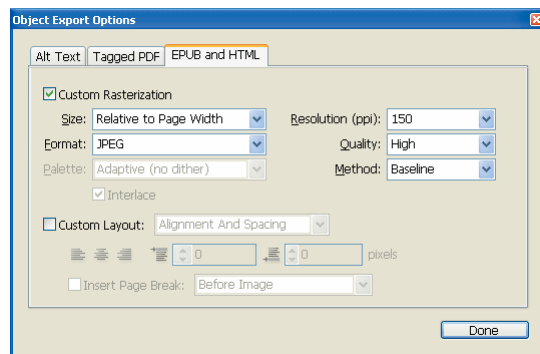 Object Export Options
Alt Text Tagged PDF EPUB and HTML
Custom Rasterization
Size: Relative to Page Width Resolution (ppi): 150
Format: JPEG Quality: High
Palette: Adaptive (no dither) Method: Baseline
Interlace
Custom Layout: Alignment And Spacing
0 0 pixels
Insert Page Break: Before Image
Done